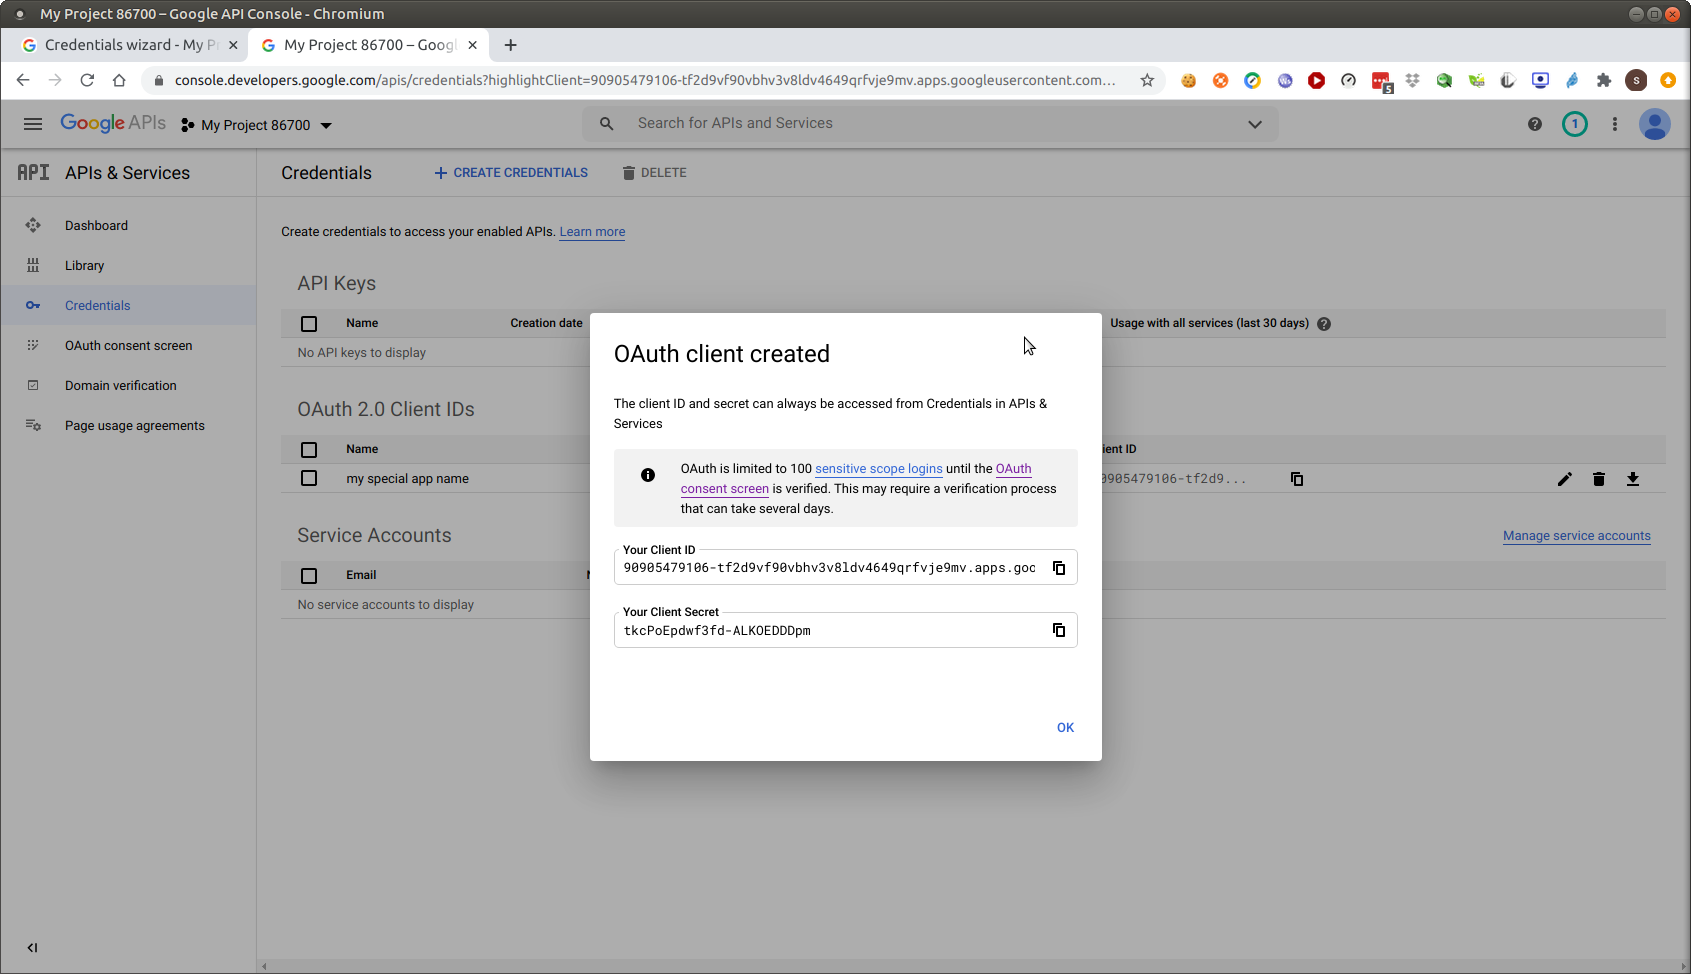 My Project 86700 – Google API Console - Chromium
Credentials wizard - My P
My Project 86700 – Googl
console.developers.google.com/apis/credentials?highlightClient=90905479106-tf2d9vf90vbhv3v8ldv4649qrfvje9mv.apps.googleusercontent.com...
5
S
Google APIs
My Project 86700
Search for APIs and Services
1
API
APIs & Services
Credentials
CREATE CREDENTIALS
DELETE
Dashboard
Library
Credentials
OAuth consent screen
Domain verification
Page usage agreements
Create credentials to access your enabled APIs. Learn more
API Keys
Name
Creation date
Usage with all services (last 30 days)
No API keys to display
OAuth 2.0 Client IDs
Name
ient ID
my special app name
0905479106-tf2d9...
Service Accounts
Manage service accounts
Email
No service accounts to display
OAuth client created
The client ID and secret can always be accessed from Credentials in APIs &
Services
OAuth is limited to 100 sensitive scope logins until the OAuth
consent screen is verified. This may require a verification process
that can take several days.
Your Client ID
90905479106-tf2d9vf90vbhv3v8ldv4649qrfvje9mv.apps.goo
Your Client Secret
tkcPoEpdwf3fd-ALKOEDDDpm
OK